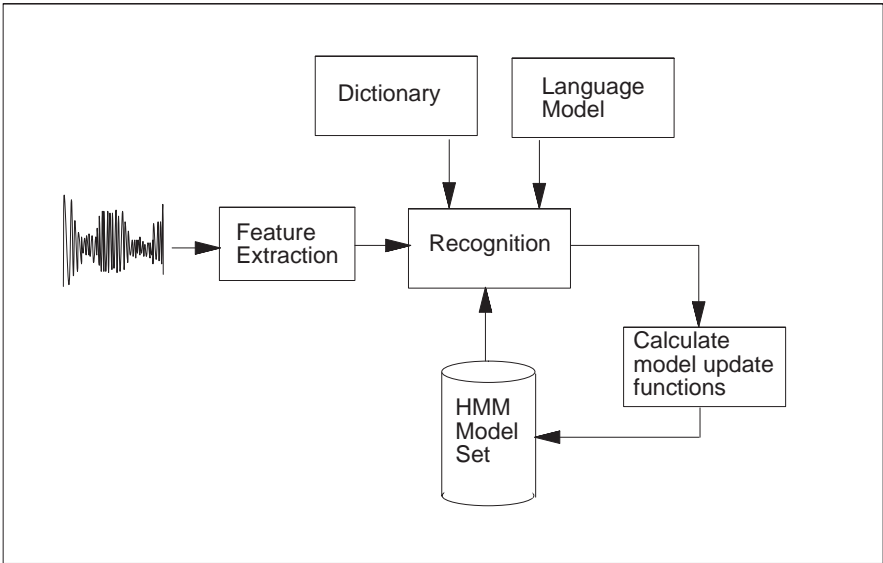 Dictionary
Language
Model
Feature
Extraction
Recognition
Calculate
model update
functions
HMM
Model
Set